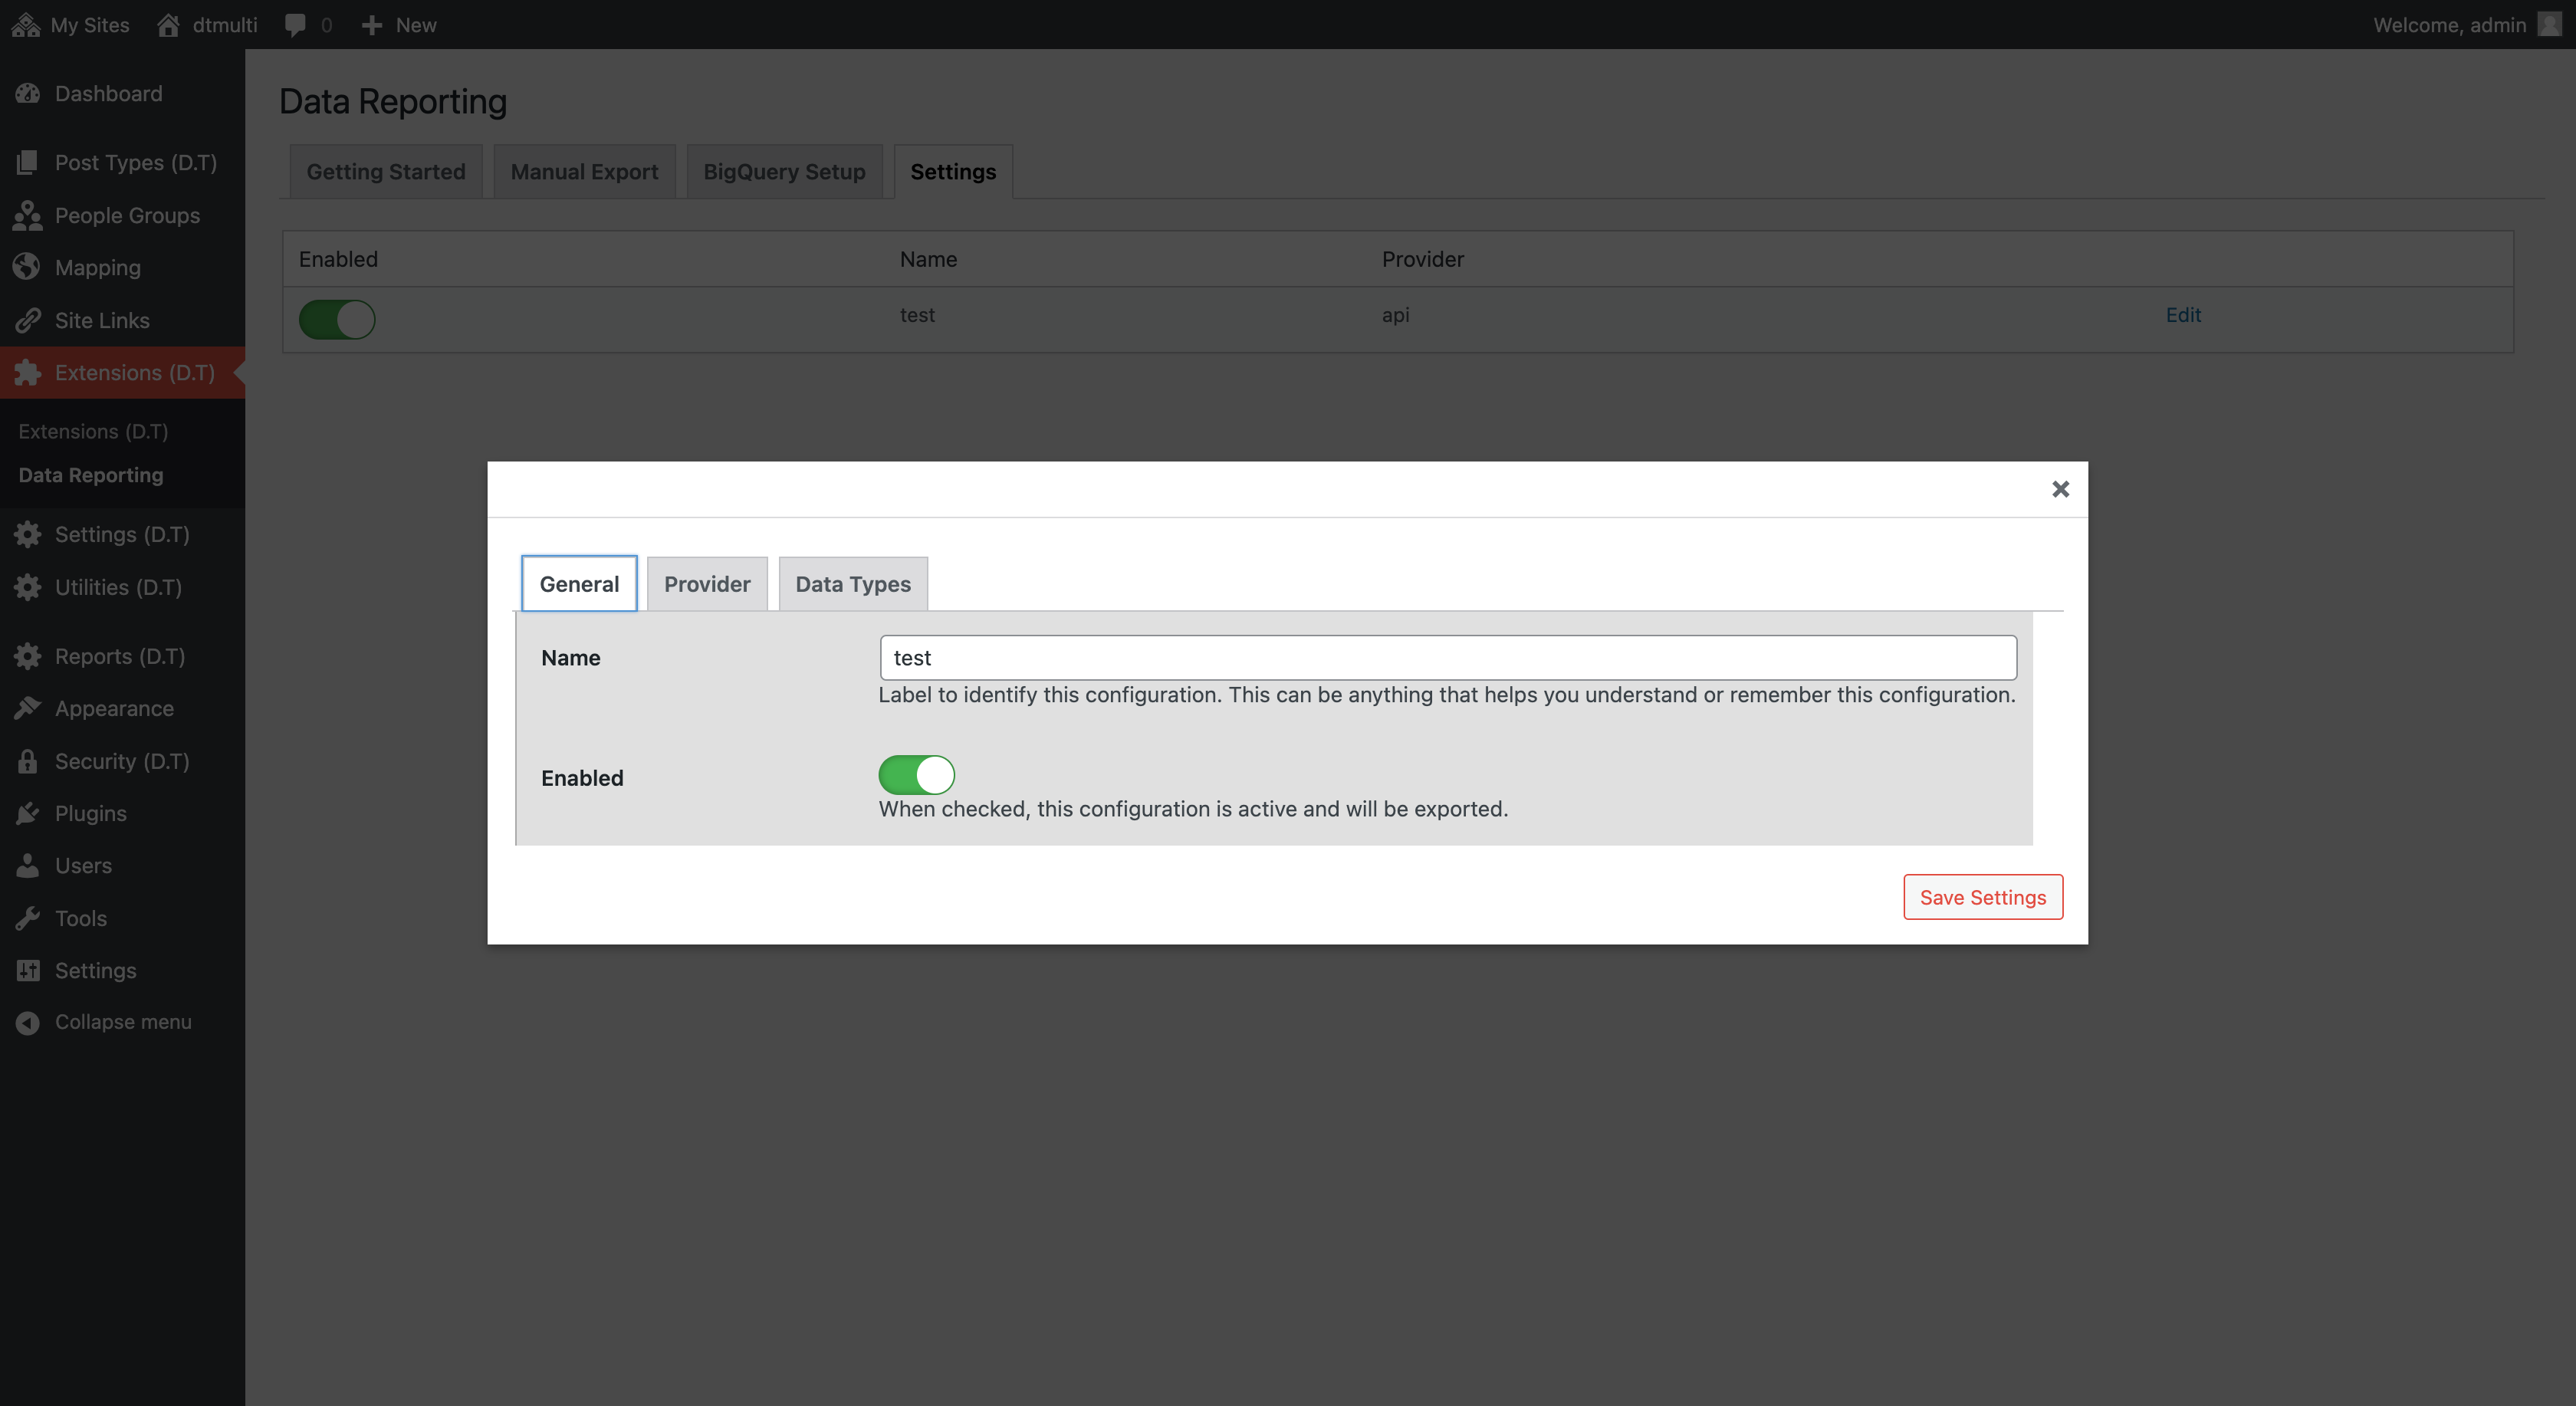 My Sites dtmulti 0 New Welcome, admin
Dashboard
Post Types (D.T)
People Groups
Mapping
Site Links
Extensions (D.T)
Extensions (D.T)
Data Reporting
Settings (D.T)
Utilities (D.T)
Reports (D.T)
Appearance
Security (D.T)
Plugins
Users
Tools
Settings
Collapse menu
Data Reporting
Getting Started Manual Export BigQuery Setup Settings
Enabled Name Provider
test api Edit
General Provider Data Types
Name test
Label to identify this configuration. This can be anything that helps you understand or remember this configuration.
Enabled
When checked, this configuration is active and will be exported.
Save Settings